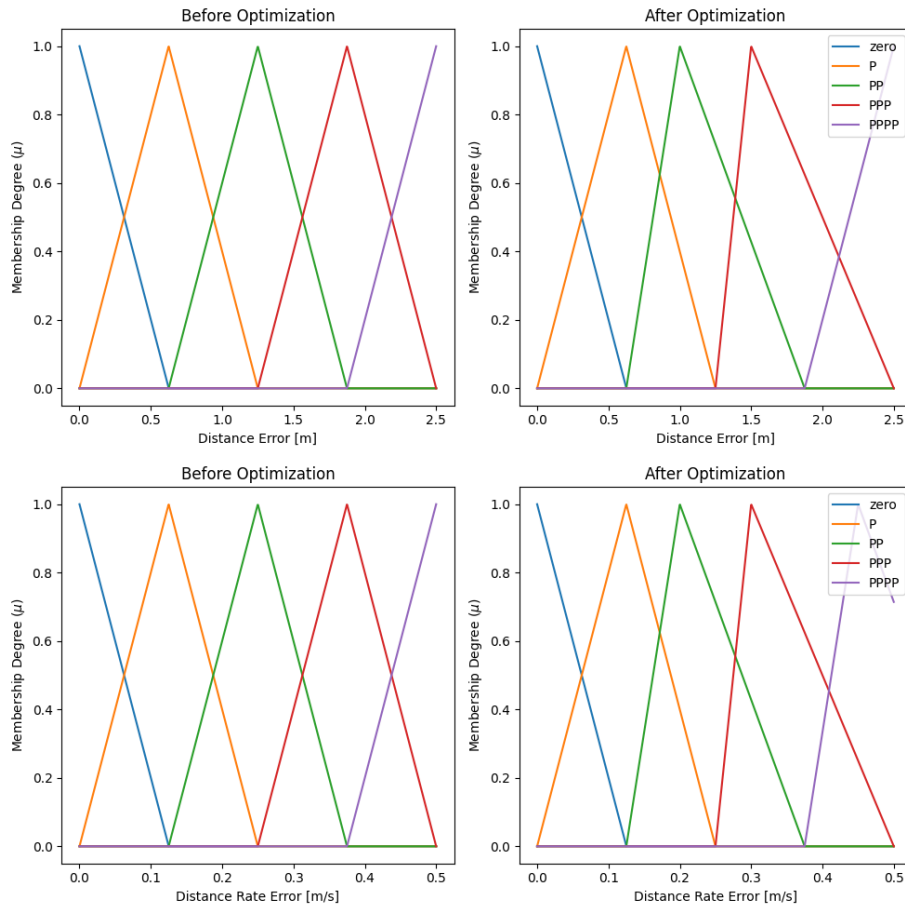 Before Optimization
1.0
0.8
0.6
0.4
0.2
0.0
Membership Degree (μ)
0.0 0.5 1.0 1.5 2.0 2.5
Distance Error [m]
After Optimization
1.0
0.8
0.6
0.4
0.2
0.0
Membership Degree (μ)
zero
P
PP
PPP
PPPP
0.0 0.5 1.0 1.5 2.0 2.5
Distance Error [m]
Before Optimization
1.0
0.8
0.6
0.4
0.2
0.0
Membership Degree (μ)
0.0 0.1 0.2 0.3 0.4 0.5
Distance Rate Error [m/s]
After Optimization
1.0
0.8
0.6
0.4
0.2
0.0
Membership Degree (μ)
zero
P
PP
PPP
PPPP
0.0 0.1 0.2 0.3 0.4 0.5
Distance Rate Error [m/s]